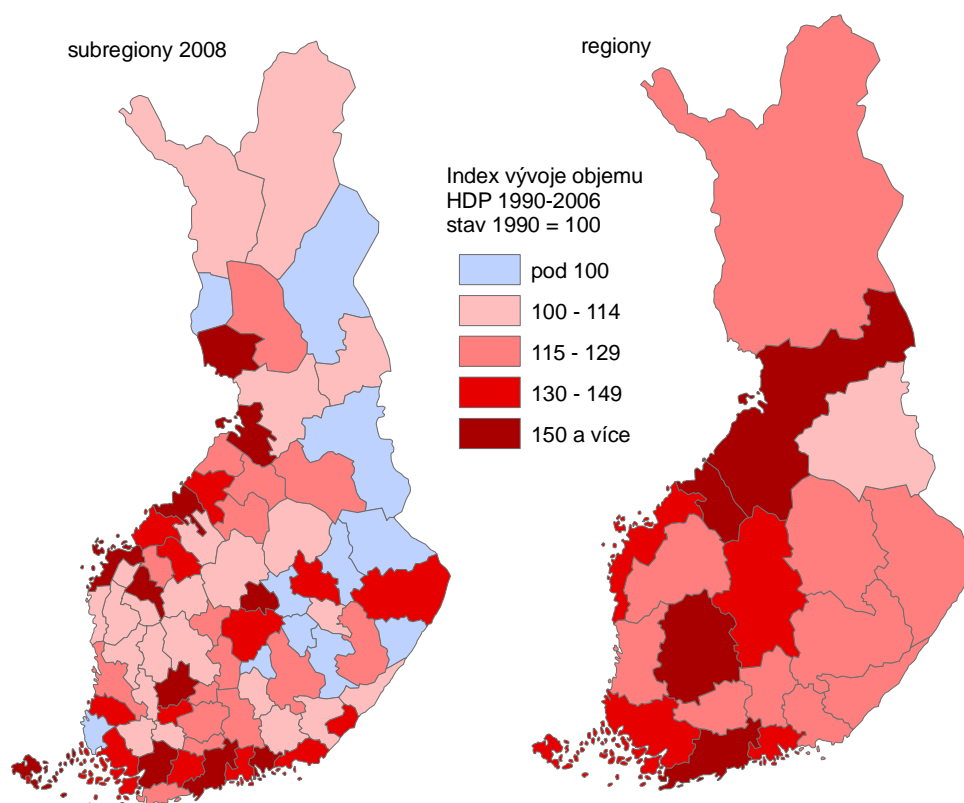 subregiony 2008
regiony
Index vývoje objemu
HDP 1990-2006
stav 1990 = 100
pod 100
100 - 114
115 - 129
130 - 149
150 a více